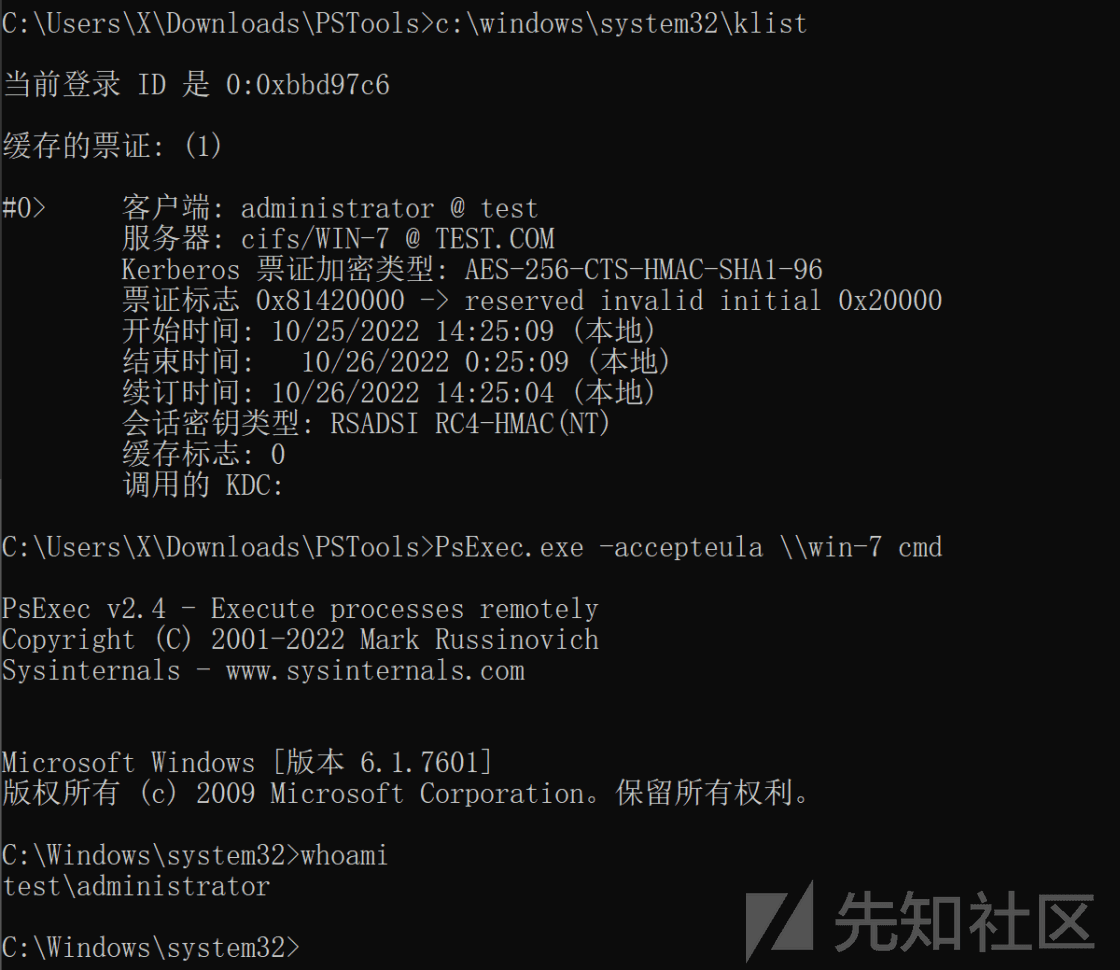 C:\Users\X\Downloads\PSTools>c:\windows\system32\klist
当前登录 ID 是 0:0xbbd97c6
缓存的票证: (1)
#0>     客户端: administrator @ test
        服务器: cifs/WIN-7 @ TEST.COM
        Kerberos 票证加密类型: AES-256-CTS-HMAC-SHA1-96
        票证标志 0x81420000 -> reserved invalid initial 0x20000
        开始时间: 10/25/2022 14:25:09 (本地)
        结束时间:   10/26/2022 0:25:09 (本地)
        续订时间: 10/26/2022 14:25:04 (本地)
        会话密钥类型: RSADSI RC4-HMAC(NT)
        缓存标志: 0
        调用的 KDC:
C:\Users\X\Downloads\PSTools>PsExec.exe -accepteula \\win-7 cmd
PsExec v2.4 - Execute processes remotely
Copyright (C) 2001-2022 Mark Russinovich
Sysinternals - www.sysinternals.com
Microsoft Windows [版本 6.1.7601]
版权所有 (c) 2009 Microsoft Corporation。保留所有权利。
C:\Windows\system32>whoami
test\administrator
C:\Windows\system32>
先知社区